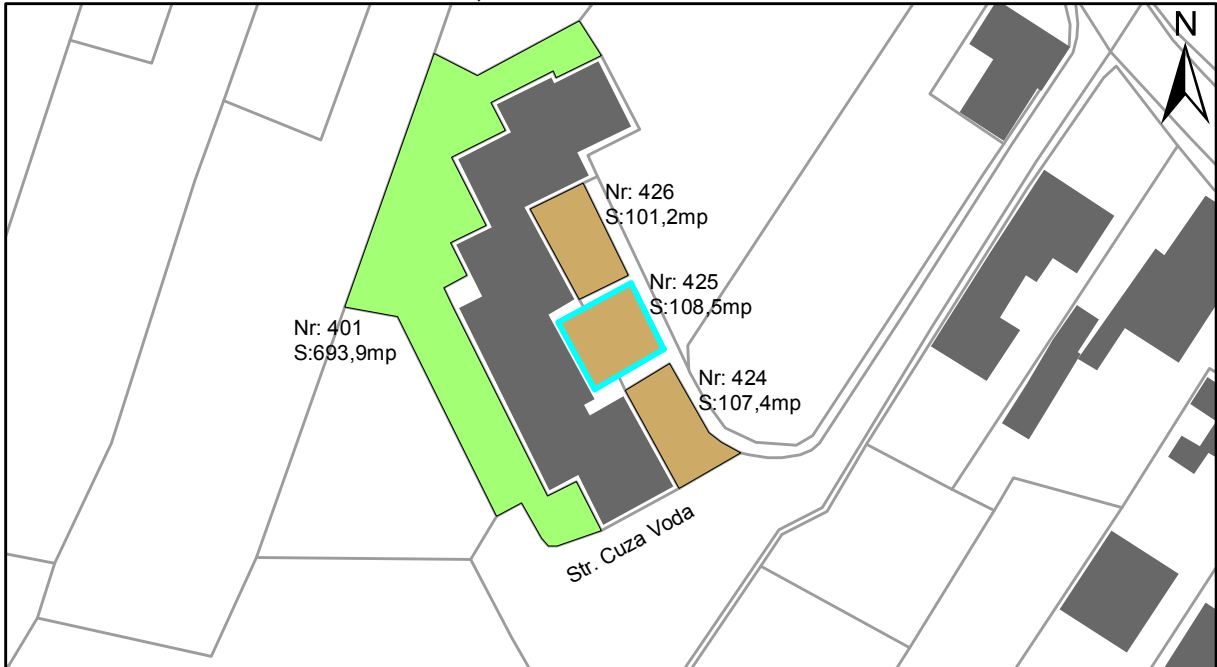 N
Nr: 426
S:101,2mp
Nr: 425
S:108,5mp
Nr: 401
S:693,9mp
Nr: 424
S:107,4mp
Str. Cuza Voda